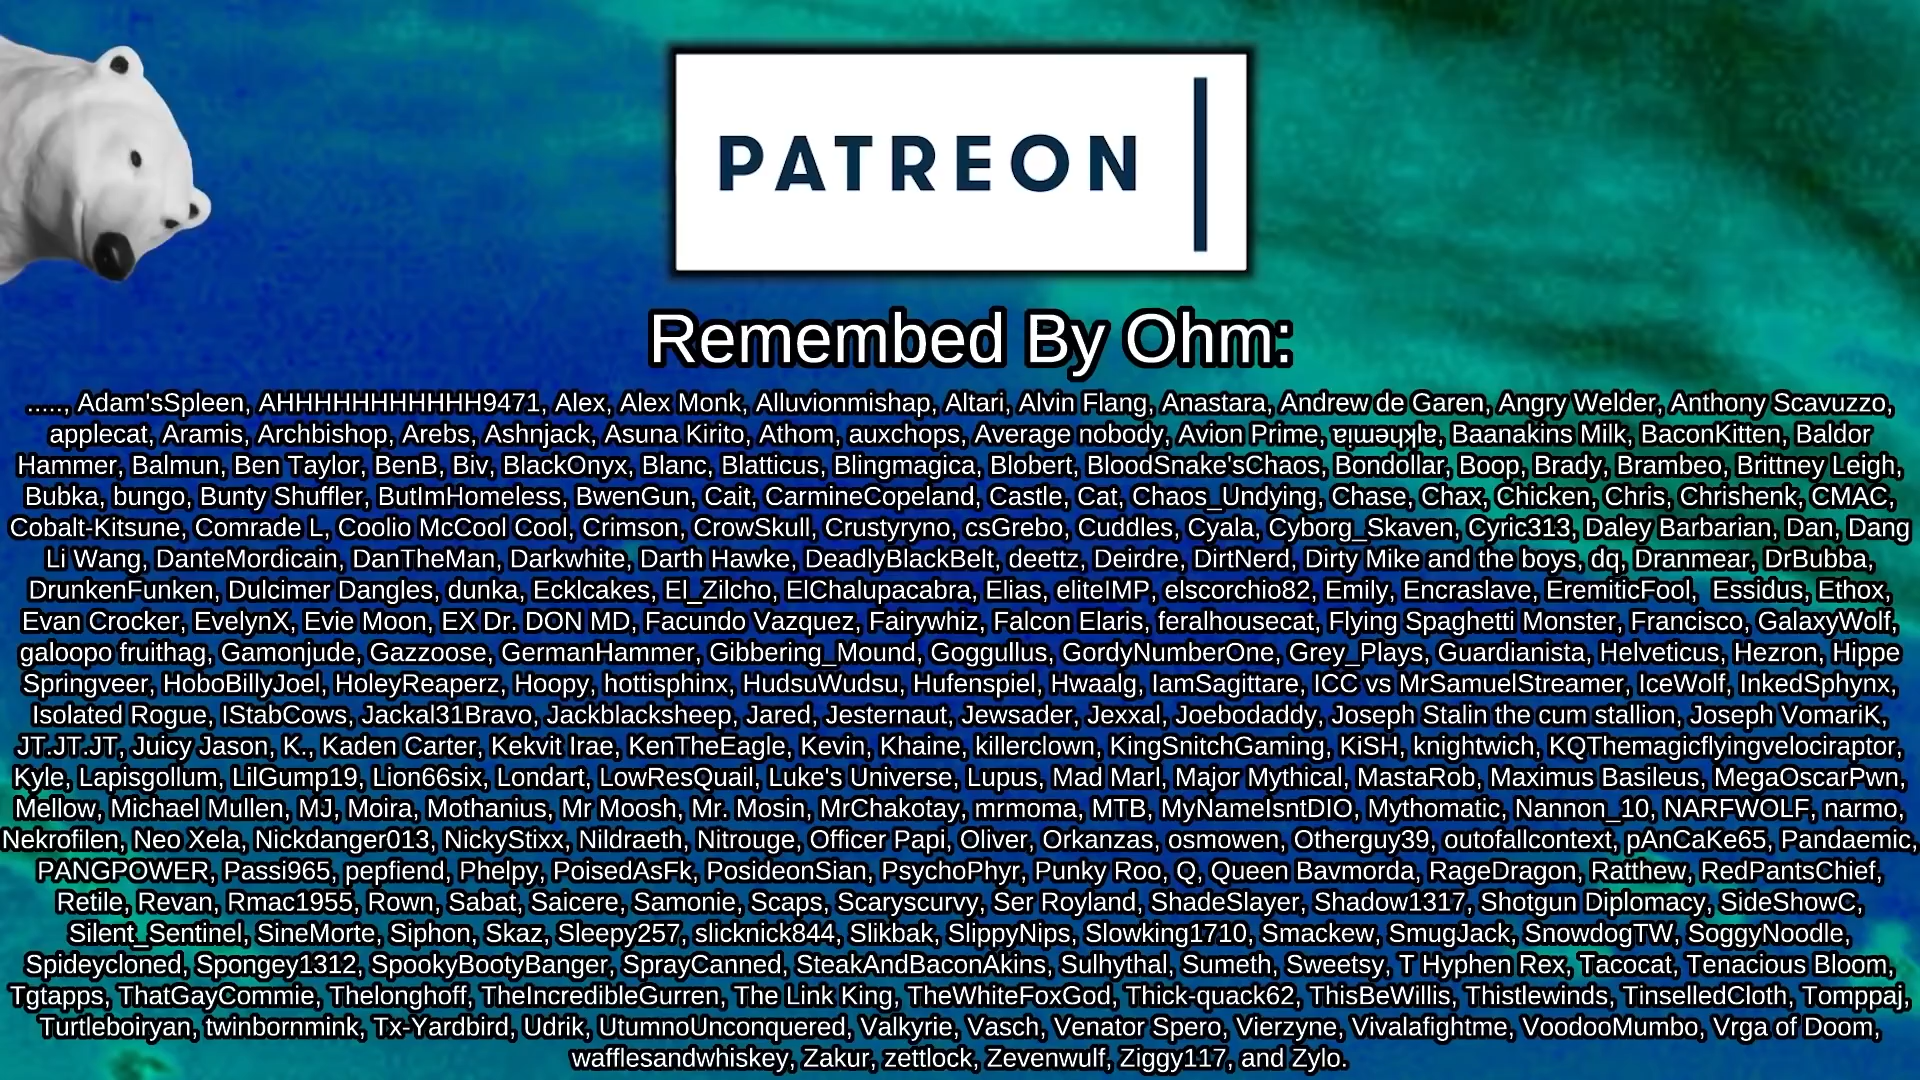 PATREON
Remembed By Ohm:
....., Adam'sSpleen, AHHHHHHHHHHH9471, Alex, Alex Monk, Alluvionmishap, Altari, Alvin Flang, Anastara, Andrew de Garen, Angry Welder, Anthony Scavuzzo,
applecat, Aramis, Archbishop, Arebs, Ashnjack, Asuna Kirito, Athom, auxchops, Average nobody, Avion Prime, Baanakins Milk, BaconKitten, Baldor
Hammer, Balmun, Ben Taylor, BenB, Biv, BlackOnyx, Blanc, Blatticus, Blingmagica, Blobert, BloodSnake'sChaos, Bondollar, Boop, Brady, Brambeo, Brittney Leigh,
Bubka, bungo, Bunty Shuffler, ButImHomeless, BwenGun, Cait, CarmineCopeland, Castle, Cat, Chaos_Undying, Chase, Chax, Chicken, Chris, Chrishenk, CMAC,
Cobalt-Kitsune, Comrade L, Coolio McCool Cool, Crimson, CrowSkull, Crustyryno, csGrebo, Cuddles, Cyala, Cyborg_Skaven, Cyric313, Daley Barbarian, Dan, Dang
Li Wang, DanteMordicain, DanTheMan, Darkwhite, Darth Hawke, DeadlyBlackBelt, deettz, Deirdre, DirtNerd, Dirty Mike and the boys, dq, Dranmear, DrBubba,
DrunkenFunken, Dulcimer Dangles, dunka, Ecklcakes, El_Zilcho, ElChalupacabra, Elias, eliteIMP, elscorchio82, Emily, Encraslave, EremiticFool, Essidus, Ethox,
Evan Crocker, EvelynX, Evie Moon, EX Dr. DON MD, Facundo Vazquez, Fairywhiz, Falcon Elaris, feralhousecat, Flying Spaghetti Monster, Francisco, GalaxyWolf,
galoopo fruithag, Gamonjude, Gazzoose, GermanHammer, Gibbering_Mound, Goggullus, GordyNumberOne, Grey_Plays, Guardianista, Helveticus, Hezron, Hippe
Springveer, HoboBillyJoel, HoleyReaperz, Hoopy, hottisphinx, HudsuWudsu, Hufenspiel, Hwaalg, IamSagittare, ICC vs MrSamuelStreamer, IceWolf, InkedSphynx,
Isolated Rogue, IStabCows, Jackal31Bravo, Jackblacksheep, Jared, Jesternaut, Jewsader, Jexxal, Joebodaddy, Joseph Stalin the cum stallion, Joseph VomariK,
JT.JT.JT, Juicy Jason, K., Kaden Carter, Kekvit Irae, KenTheEagle, Kevin, Khaine, killerclown, KingSnitchGaming, KiSH, knightwich, KQThemagicflyingvelociraptor,
Kyle, Lapisgollum, LilGump19, Lion66six, Londart, LowResQuail, Luke's Universe, Lupus, Mad Marl, Major Mythical, MastaRob, Maximus Basileus, MegaOscarPwn,
Mellow, Michael Mullen, MJ, Moira, Mothanius, Mr Moosh, Mr. Mosin, MrChakotay, mrmoma, MTB, MyNameIsntDIO, Mythomatic, Nannon_10, NARFWOLF, narmo,
Nekrofilen, Neo Xela, Nickdanger013, NickyStixx, Nildraeth, Nitrouge, Officer Papi, Oliver, Orkanzas, osmowen, Otherguy39, outofallcontext, pAnCaKe65, Pandaemic,
PANGPOWER, Passi965, pepfiend, Phelpy, PoisedAsFk, PosideonSian, PsychoPhyr, Punky Roo, Q, Queen Bavmorda, RageDragon, Ratthew, RedPantsChief,
Retile, Revan, Rmac1955, Rown, Sabat, Saicere, Samonie, Scaps, Scaryscurvy, Ser Royland, ShadeSlayer, Shadow1317, Shotgun Diplomacy, SideShowC,
Silent_Sentinel, SineMorte, Siphon, Skaz, Sleepy257, slicknick844, Slikbak, SlippyNips, Slowking1710, Smackew, SmugJack, SnowdogTW, SoggyNoodle,
Spideycloned, Spongey1312, SpookyBootyBanger, SprayCanned, SteakAndBaconAkins, Sulhythal, Sumeth, Sweetsy, T Hyphen Rex, Tacocat, Tenacious Bloom,
Tgtapps, ThatGayCommie, Thelonghoff, TheIncredibleGurren, The Link King, TheWhiteFoxGod, Thick-quack62, ThisBeWillis, Thistlewinds, TinselledCloth, Tomppaj,
Turtleboiryan, twinbornmink, Tx-Yardbird, Udrik, UtumnoUnconquered, Valkyrie, Vasch, Venator Spero, Vierzyne, Vivalafightme, VoodooMumbo, Vrga of Doom,
wafflesandwhiskey, Zakur, zettlock, Zevenwulf, Ziggy117, and Zylo.